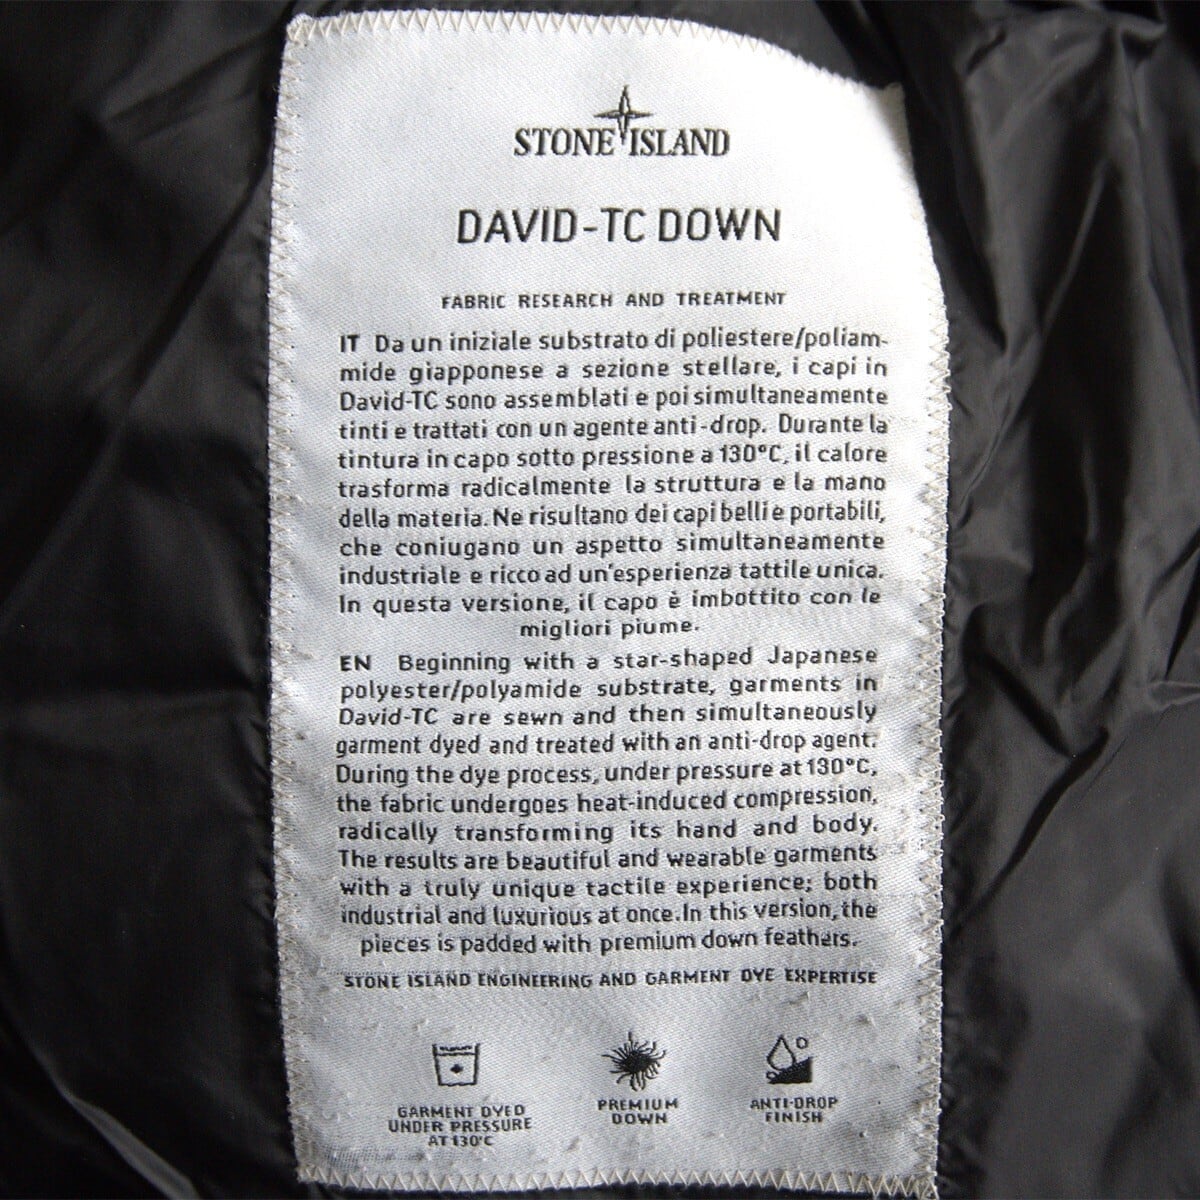 STONE ISLAND
DAVID-TC DOWN
FABRIC RESEARCH AND TREATMENT
IT Da un iniziale substrato di poliestere/poliam-
mide giapponese a sezione stellare, i capi in
David-TC sono assemblati e poi simultaneamente
tinti e trattati con un agente anti-drop. Durante la
tintura in capo sotto pressione a 130°C, il calore
trasforma radicalmente la struttura e la mano
della materia. Ne risultano dei capi belli e portabili,
che coniugano un aspetto simultaneamente
industriale e ricco ad un'esperienza tattile unica.
In questa versione, il capo è imbottito con le
migliori piume.
EN Beginning with a star-shaped Japanese
polyester/polyamide substrate, garments in
David-TC are sewn and then simultaneously
garment dyed and treated with an anti-drop agent.
During the dye process, under pressure at 130°C,
the fabric undergoes heat-induced compression,
radically transforming its hand and body.
The results are beautiful and wearable garments
with a truly unique tactile experience; both
industrial and luxurious at once. In this version, the
pieces is padded with premium down feathers.
STONE ISLAND ENGINEERING AND GARMENT DYE EXPERTISE
GARMENT DYED
UNDER PRESSURE
AT 130°C
PREMIUM
DOWN
ANTI-DROP
FINISH